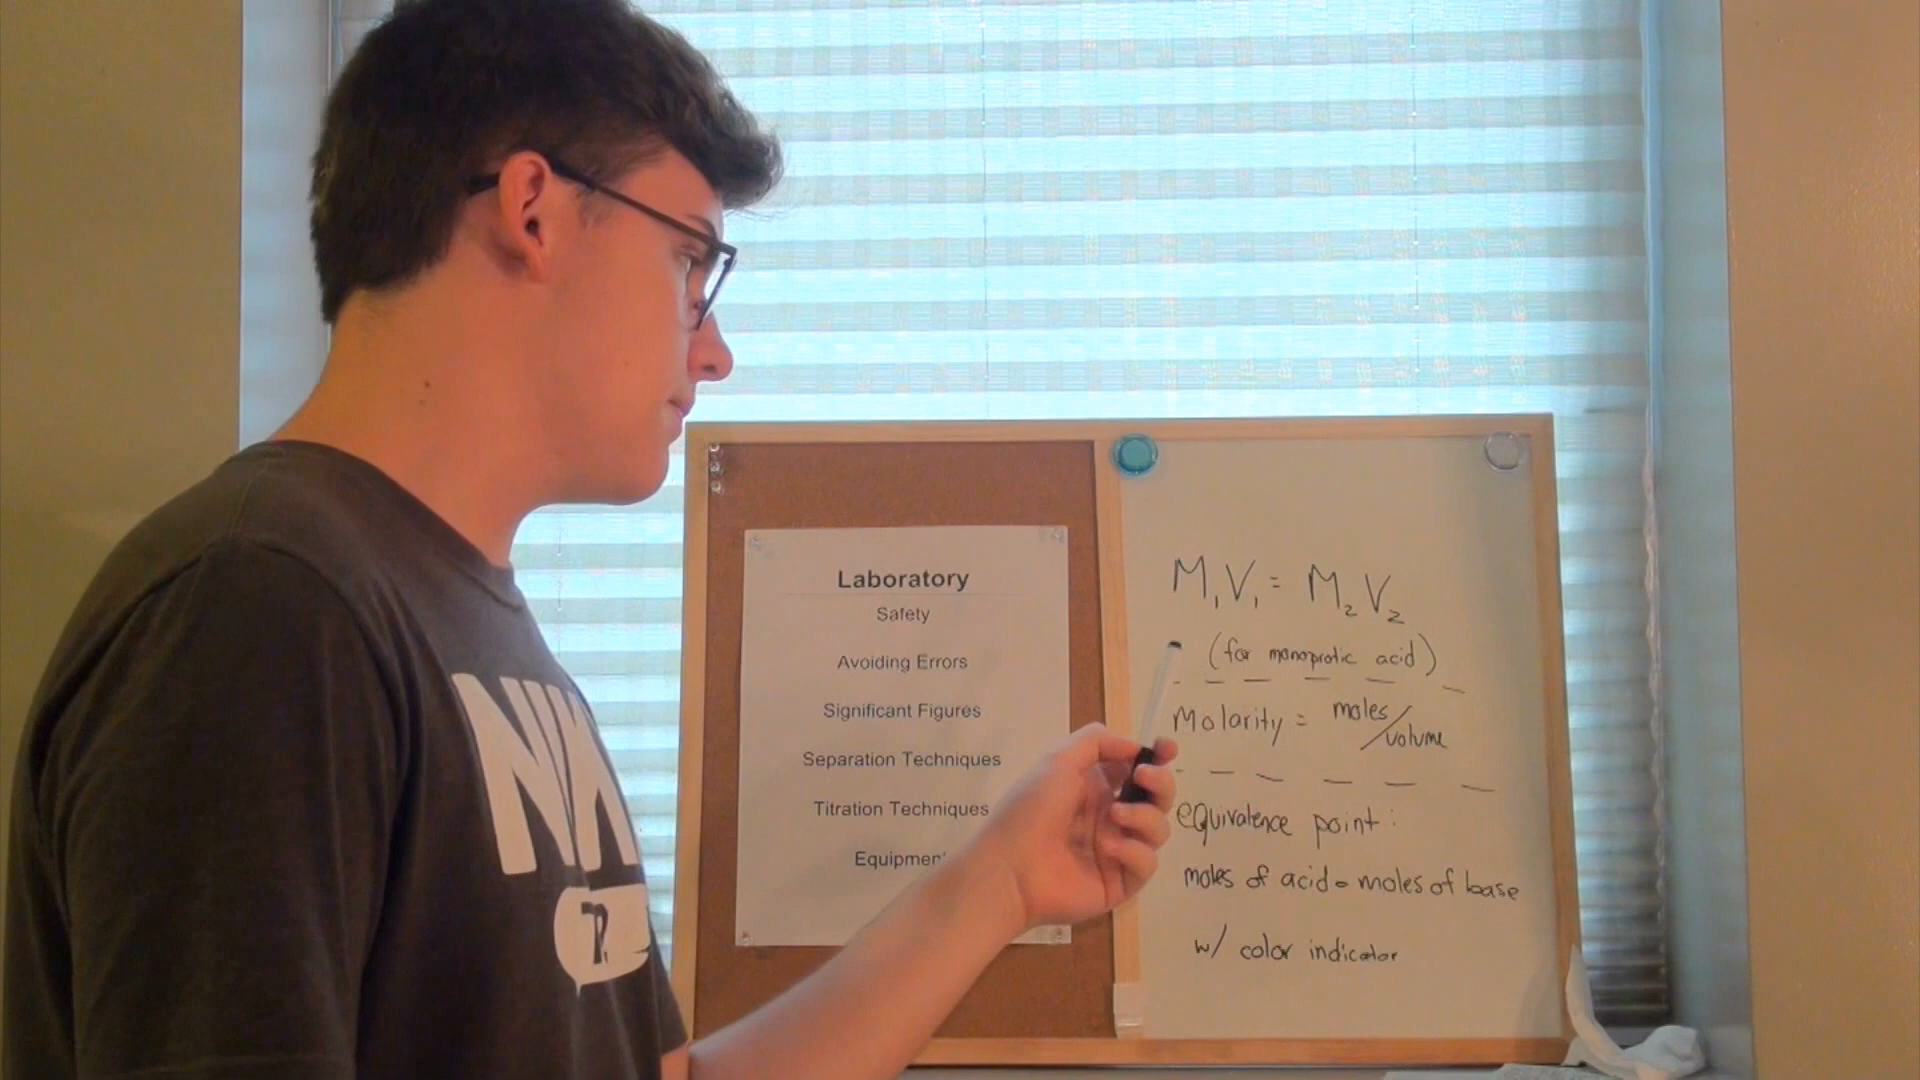 Laboratory
Safety
Avoiding Errors
Significant Figures
Separation Techniques
Titration Techniques
M₁V₁ = M₂V₂
(for monoprotic acid)
Molarity = moles/volume
equivalence point:
moles of acid = moles of base
w/ color indicator